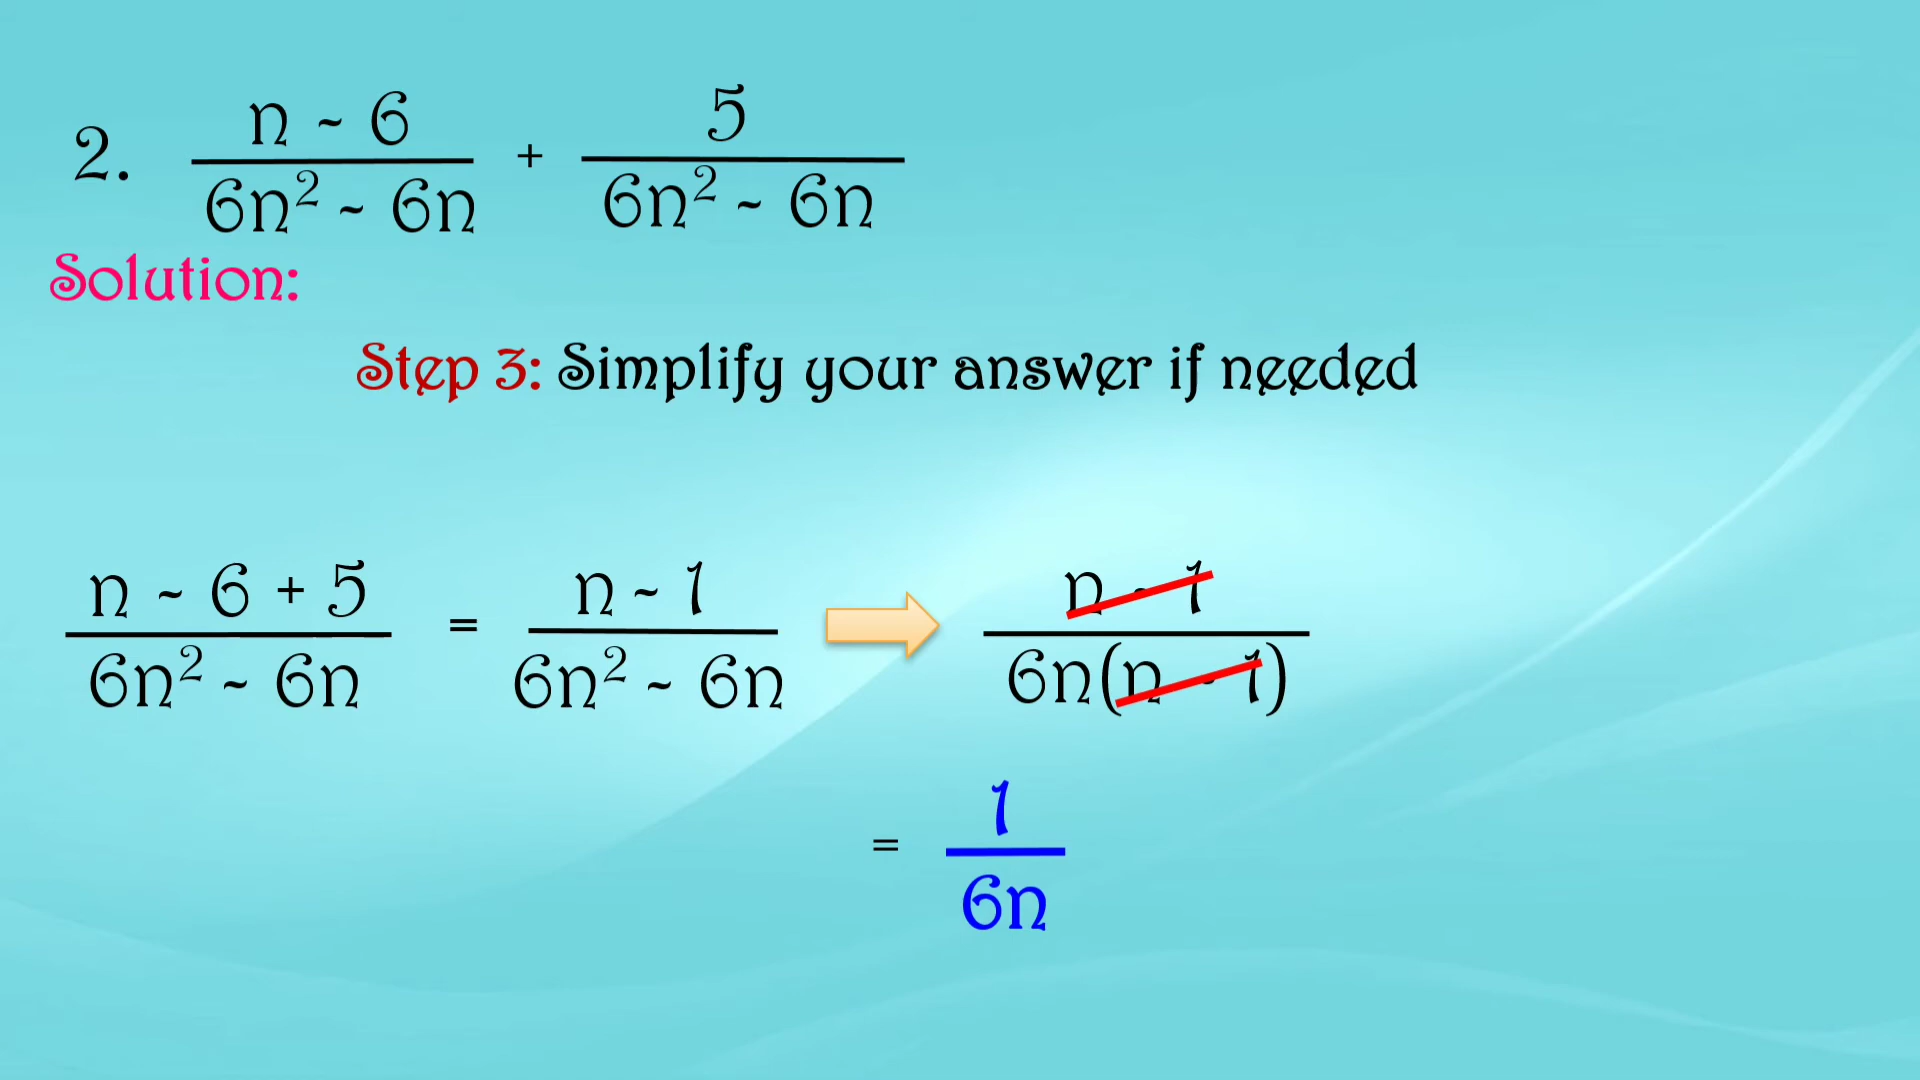 2. n - 6 / 6n² - 6n + 5 / 6n² - 6n
Solution:
Step 3: Simplify your answer if needed
n - 6 + 5 / 6n² - 6n = n - 1 / 6n² - 6n n - 1 / 6n(n - 1)
= 1 / 6n